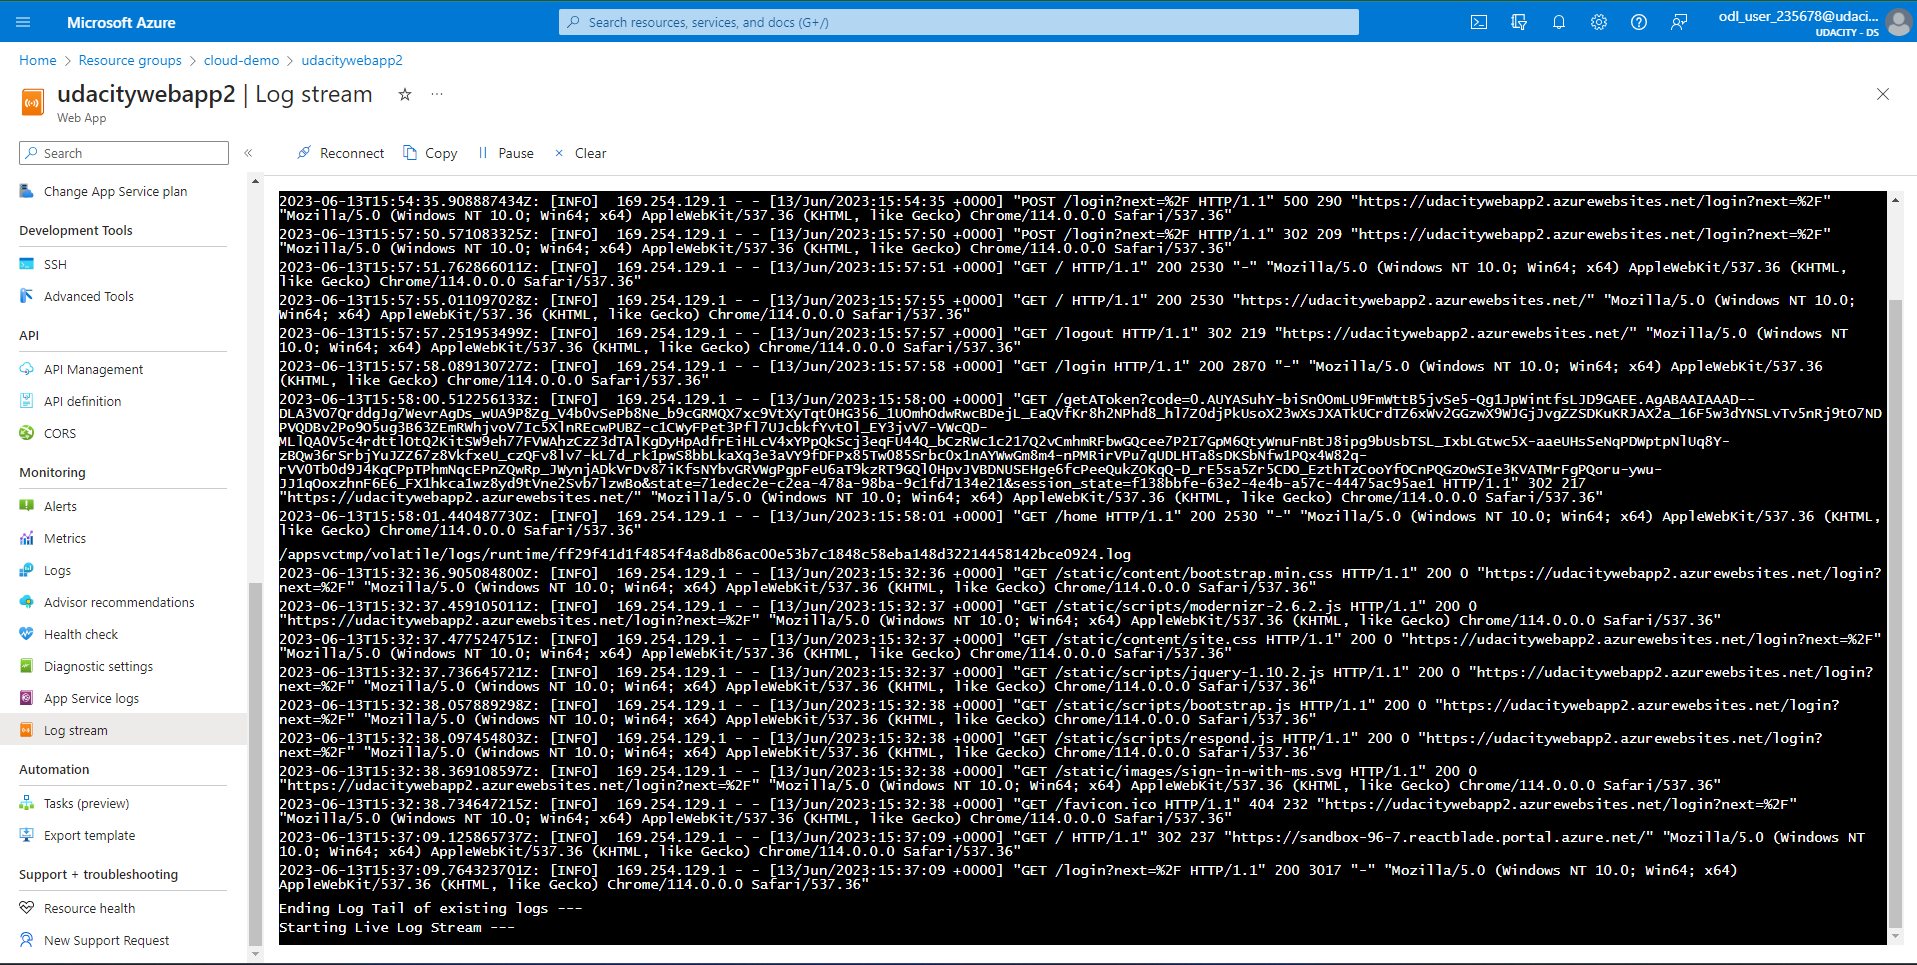 Microsoft Azure
Search resources, services, and docs (G+/)
odl_user_235678@udaci...
UDACITY - DS
Home > Resource groups > cloud-demo > udacitywebapp2
udacitywebapp2 | Log stream
Web App
Search
Reconnect
Copy
Pause
Clear
Change App Service plan
Development Tools
SSH
Advanced Tools
API
API Management
API definition
CORS
Monitoring
Alerts
Metrics
Logs
Advisor recommendations
Health check
Diagnostic settings
App Service logs
Log stream
Automation
Tasks (preview)
Export template
Support + troubleshooting
Resource health
New Support Request
2023-06-13T15:54:35.908887434Z: [INFO]  169.254.129.1 - - [13/Jun/2023:15:54:35 +0000] "POST /login?next=%2F HTTP/1.1" 500 290 "https://udacitywebapp2.azurewebsites.net/login?next=%2F"
"Mozilla/5.0 (Windows NT 10.0; Win64; x64) AppleWebKit/537.36 (KHTML, like Gecko) Chrome/114.0.0.0 Safari/537.36"
2023-06-13T15:57:50.571083325Z: [INFO]  169.254.129.1 - - [13/Jun/2023:15:57:50 +0000] "POST /login?next=%2F HTTP/1.1" 302 209 "https://udacitywebapp2.azurewebsites.net/login?next=%2F"
"Mozilla/5.0 (Windows NT 10.0; Win64; x64) AppleWebKit/537.36 (KHTML, like Gecko) Chrome/114.0.0.0 Safari/537.36"
2023-06-13T15:57:51.762866011Z: [INFO]  169.254.129.1 - - [13/Jun/2023:15:57:51 +0000] "GET / HTTP/1.1" 200 2530 "-" "Mozilla/5.0 (Windows NT 10.0; Win64; x64) AppleWebKit/537.36 (KHTML,
like Gecko) Chrome/114.0.0.0 Safari/537.36"
2023-06-13T15:57:55.011097028Z: [INFO]  169.254.129.1 - - [13/Jun/2023:15:57:55 +0000] "GET / HTTP/1.1" 200 2530 "https://udacitywebapp2.azurewebsites.net/" "Mozilla/5.0 (Windows NT 10.0;
Win64; x64) AppleWebKit/537.36 (KHTML, like Gecko) Chrome/114.0.0.0 Safari/537.36"
2023-06-13T15:57:57.251953499Z: [INFO]  169.254.129.1 - - [13/Jun/2023:15:57:57 +0000] "GET /logout HTTP/1.1" 302 219 "https://udacitywebapp2.azurewebsites.net/" "Mozilla/5.0 (Windows NT
10.0; Win64; x64) AppleWebKit/537.36 (KHTML, like Gecko) Chrome/114.0.0.0 Safari/537.36"
2023-06-13T15:57:58.089130727Z: [INFO]  169.254.129.1 - - [13/Jun/2023:15:57:58 +0000] "GET /login HTTP/1.1" 200 2870 "-" "Mozilla/5.0 (Windows NT 10.0; Win64; x64) AppleWebKit/537.36
(KHTML, like Gecko) Chrome/114.0.0.0 Safari/537.36"
2023-06-13T15:58:00.512256133Z: [INFO]  169.254.129.1 - - [13/Jun/2023:15:58:00 +0000] "GET
HTTP/1.1" 302 217
"https://udacitywebapp2.azurewebsites.net/" "Mozilla/5.0 (Windows NT 10.0; Win64; x64) AppleWebKit/537.36 (KHTML, like Gecko) Chrome/114.0.0.0 Safari/537.36"
2023-06-13T15:58:01.440487730Z: [INFO]  169.254.129.1 - - [13/Jun/2023:15:58:01 +0000] "GET /home HTTP/1.1" 200 2530 "-" "Mozilla/5.0 (Windows NT 10.0; Win64; x64) AppleWebKit/537.36 (KHTML,
like Gecko) Chrome/114.0.0.0 Safari/537.36"
/appsvctmp/volatile/logs/runtime/ff29f41d1f4854f4a8db86ac00e53b7c1848c58eba148d32214458142bce0924.log
2023-06-13T15:32:36.905084800Z: [INFO]  169.254.129.1 - - [13/Jun/2023:15:32:36 +0000] "GET /static/content/bootstrap.min.css HTTP/1.1" 200 0 "https://udacitywebapp2.azurewebsites.net/login?
next=%2F" "Mozilla/5.0 (Windows NT 10.0; Win64; x64) AppleWebKit/537.36 (KHTML, like Gecko) Chrome/114.0.0.0 Safari/537.36"
2023-06-13T15:32:37.459105011Z: [INFO]  169.254.129.1 - - [13/Jun/2023:15:32:37 +0000] "GET /static/scripts/modernizr-2.6.2.js HTTP/1.1" 200 0
"https://udacitywebapp2.azurewebsites.net/login?next=%2F" "Mozilla/5.0 (Windows NT 10.0; Win64; x64) AppleWebKit/537.36 (KHTML, like Gecko) Chrome/114.0.0.0 Safari/537.36"
2023-06-13T15:32:37.477524751Z: [INFO]  169.254.129.1 - - [13/Jun/2023:15:32:37 +0000] "GET /static/content/site.css HTTP/1.1" 200 0 "https://udacitywebapp2.azurewebsites.net/login?next=%2F"
"Mozilla/5.0 (Windows NT 10.0; Win64; x64) AppleWebKit/537.36 (KHTML, like Gecko) Chrome/114.0.0.0 Safari/537.36"
2023-06-13T15:32:37.736645721Z: [INFO]  169.254.129.1 - - [13/Jun/2023:15:32:37 +0000] "GET /static/scripts/jquery-1.10.2.js HTTP/1.1" 200 0 "https://udacitywebapp2.azurewebsites.net/login?
next=%2F" "Mozilla/5.0 (Windows NT 10.0; Win64; x64) AppleWebKit/537.36 (KHTML, like Gecko) Chrome/114.0.0.0 Safari/537.36"
2023-06-13T15:32:38.057889298Z: [INFO]  169.254.129.1 - - [13/Jun/2023:15:32:38 +0000] "GET /static/scripts/bootstrap.js HTTP/1.1" 200 0 "https://udacitywebapp2.azurewebsites.net/login?
next=%2F" "Mozilla/5.0 (Windows NT 10.0; Win64; x64) AppleWebKit/537.36 (KHTML, like Gecko) Chrome/114.0.0.0 Safari/537.36"
2023-06-13T15:32:38.097454803Z: [INFO]  169.254.129.1 - - [13/Jun/2023:15:32:38 +0000] "GET /static/scripts/respond.js HTTP/1.1" 200 0 "https://udacitywebapp2.azurewebsites.net/login?
next=%2F" "Mozilla/5.0 (Windows NT 10.0; Win64; x64) AppleWebKit/537.36 (KHTML, like Gecko) Chrome/114.0.0.0 Safari/537.36"
2023-06-13T15:32:38.369108597Z: [INFO]  169.254.129.1 - - [13/Jun/2023:15:32:38 +0000] "GET /static/images/sign-in-with-ms.svg HTTP/1.1" 200 0
"https://udacitywebapp2.azurewebsites.net/login?next=%2F" "Mozilla/5.0 (Windows NT 10.0; Win64; x64) AppleWebKit/537.36 (KHTML, like Gecko) Chrome/114.0.0.0 Safari/537.36"
2023-06-13T15:32:38.734647215Z: [INFO]  169.254.129.1 - - [13/Jun/2023:15:32:38 +0000] "GET /favicon.ico HTTP/1.1" 404 232 "https://udacitywebapp2.azurewebsites.net/login?next=%2F"
"Mozilla/5.0 (Windows NT 10.0; Win64; x64) AppleWebKit/537.36 (KHTML, like Gecko) Chrome/114.0.0.0 Safari/537.36"
2023-06-13T15:37:09.125865737Z: [INFO]  169.254.129.1 - - [13/Jun/2023:15:37:09 +0000] "GET / HTTP/1.1" 302 237 "https://sandbox-96-7.reactblade.portal.azure.net/" "Mozilla/5.0 (Windows NT
10.0; Win64; x64) AppleWebKit/537.36 (KHTML, like Gecko) Chrome/114.0.0.0 Safari/537.36"
2023-06-13T15:37:09.764323701Z: [INFO]  169.254.129.1 - - [13/Jun/2023:15:37:09 +0000] "GET /login?next=%2F HTTP/1.1" 200 3017 "-" "Mozilla/5.0 (Windows NT 10.0; Win64; x64)
AppleWebKit/537.36 (KHTML, like Gecko) Chrome/114.0.0.0 Safari/537.36"
Ending Log Tail of existing logs ---
Starting Live Log Stream ---